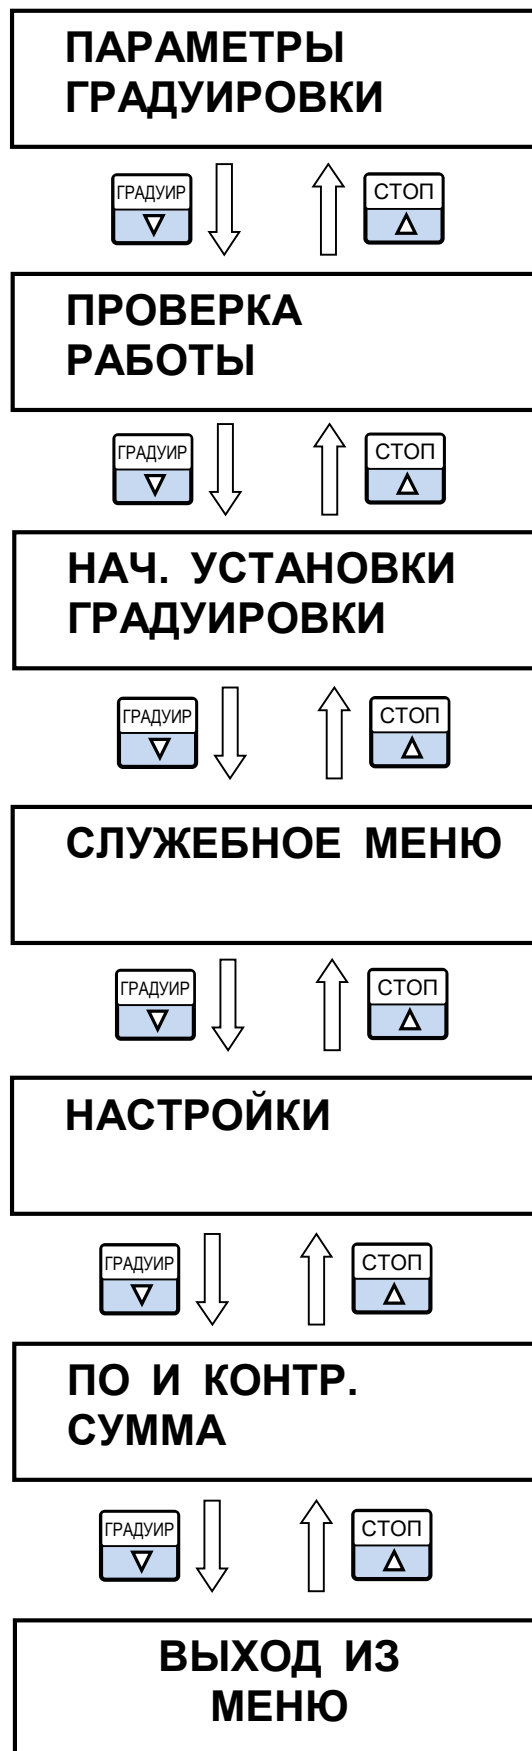 ПАРАМЕТРЫ
ГРАДУИРОВКИ
ГРАДУИР СТОП
ПРОВЕРКА
РАБОТЫ
ГРАДУИР СТОП
НАЧ. УСТАНОВКИ
ГРАДУИРОВКИ
ГРАДУИР СТОП
СЛУЖЕБНОЕ МЕНЮ
ГРАДУИР СТОП
НАСТРОЙКИ
ГРАДУИР СТОП
ПО И КОНТР.
СУММА
ГРАДУИР СТОП
ВЫХОД ИЗ
МЕНЮ